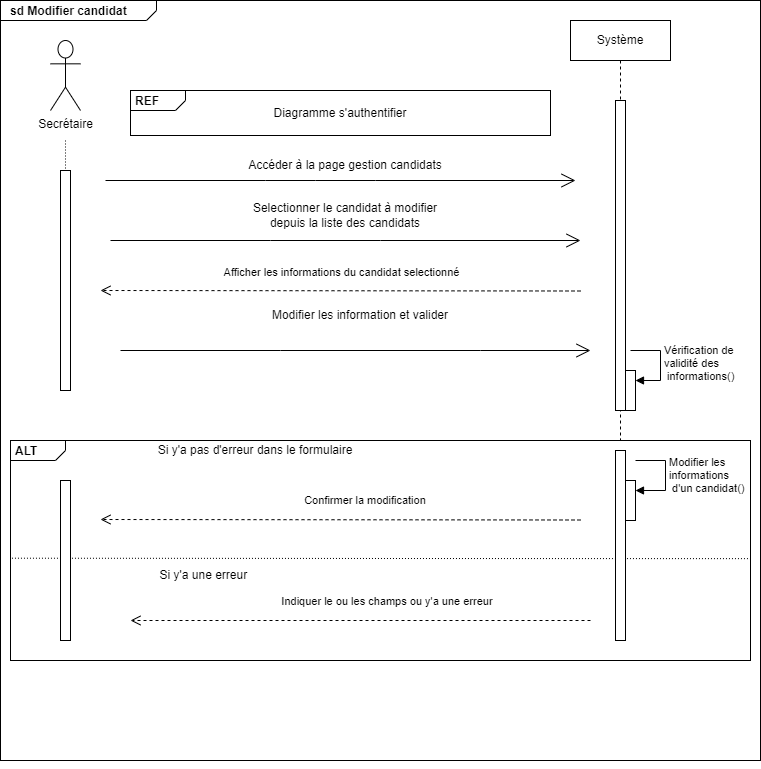 sd Modifier candidat
Système
Secrétaire
REF
Diagramme s'authentifier
Accéder à la page gestion candidats
Selectionner le candidat à modifier
depuis la liste des candidats
Afficher les informations du candidat selectionné
Modifier les information et valider
Vérification de
validité des
informations()
ALT
Si y'a pas d'erreur dans le formulaire
Modifier les
informations
d'un candidat()
Confirmer la modification
Si y'a une erreur
Indiquer le ou les champs ou y'a une erreur